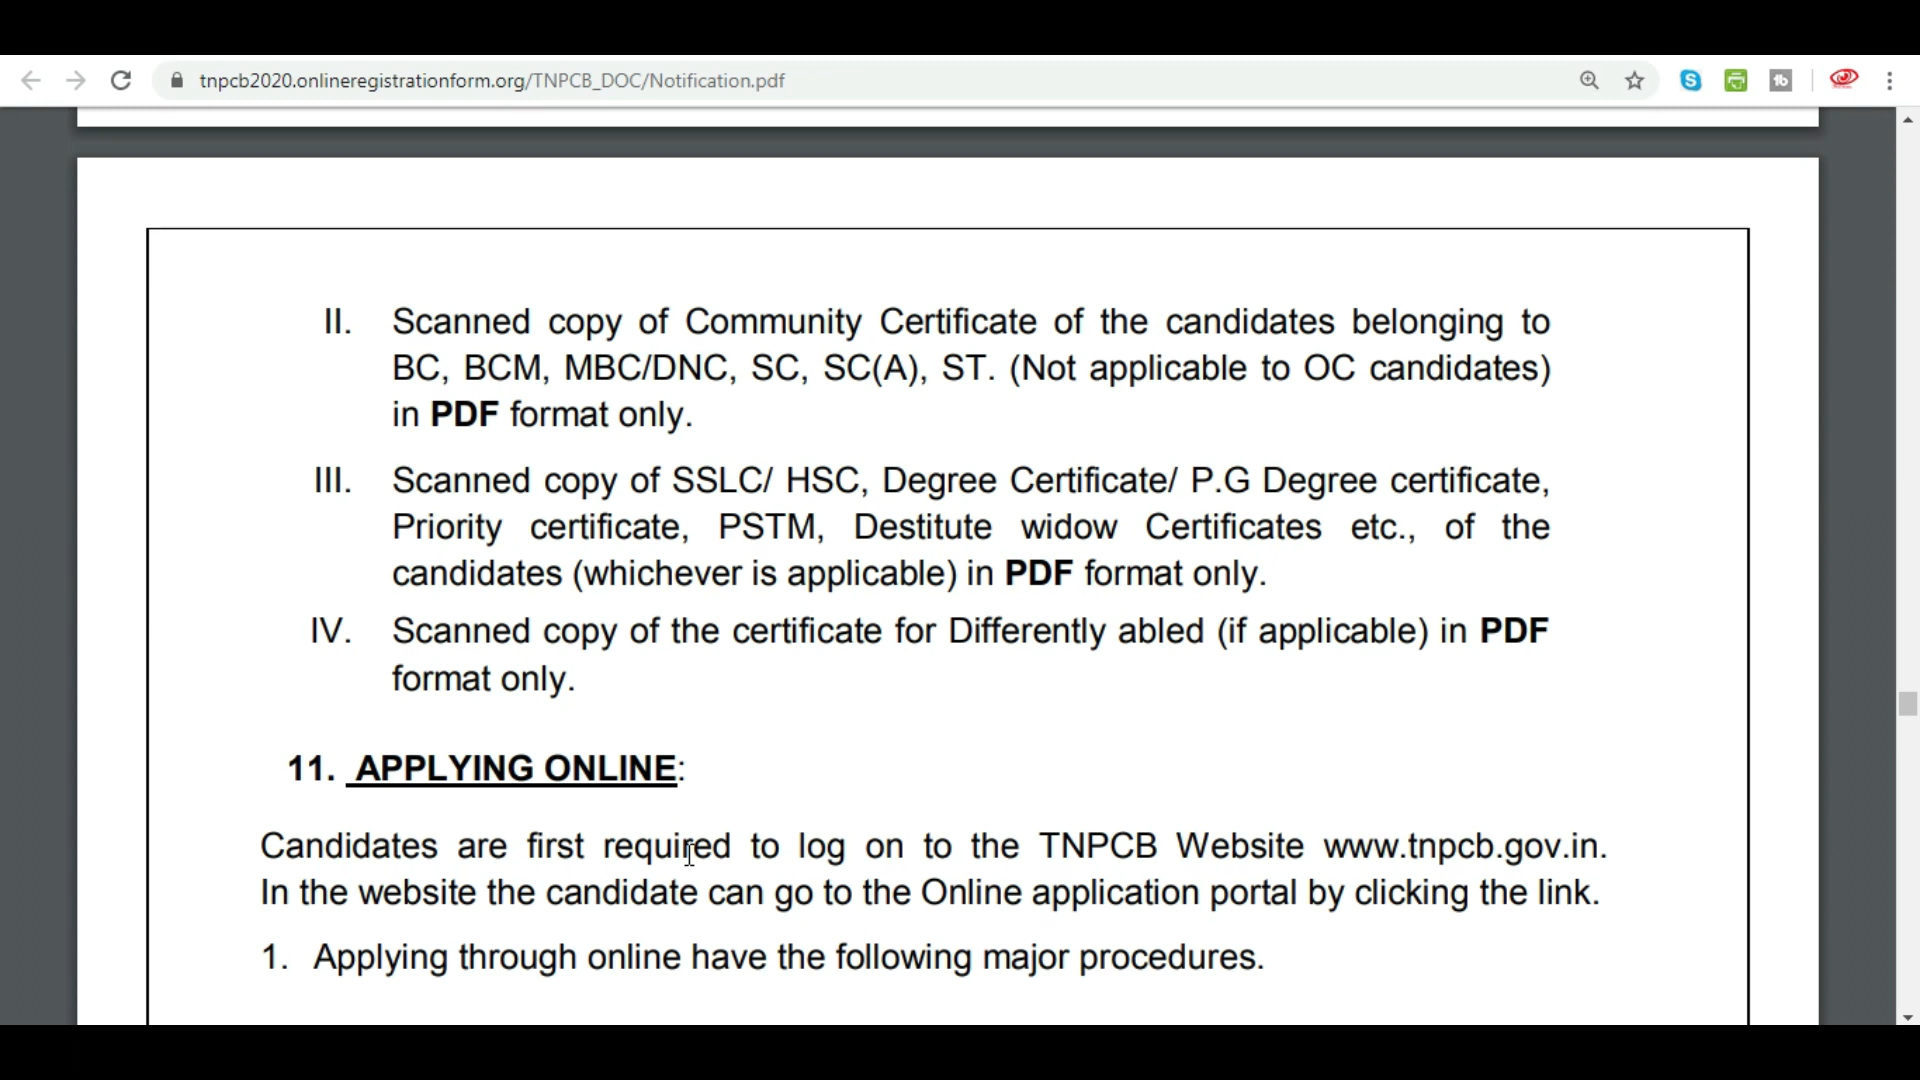 tnpcb2020.onlineregistrationform.org/TNPCB_DOC/Notification.pdf
II. Scanned copy of Community Certificate of the candidates belonging to
BC, BCM, MBC/DNC, SC, SC(A), ST. (Not applicable to OC candidates)
in PDF format only.
III. Scanned copy of SSLC/ HSC, Degree Certificate/ P.G Degree certificate,
Priority certificate, PSTM, Destitute widow Certificates etc., of the
candidates (whichever is applicable) in PDF format only.
IV. Scanned copy of the certificate for Differently abled (if applicable) in PDF
format only.
11. APPLYING ONLINE:
Candidates are first required to log on to the TNPCB Website www.tnpcb.gov.in.
In the website the candidate can go to the Online application portal by clicking the link.
1. Applying through online have the following major procedures.